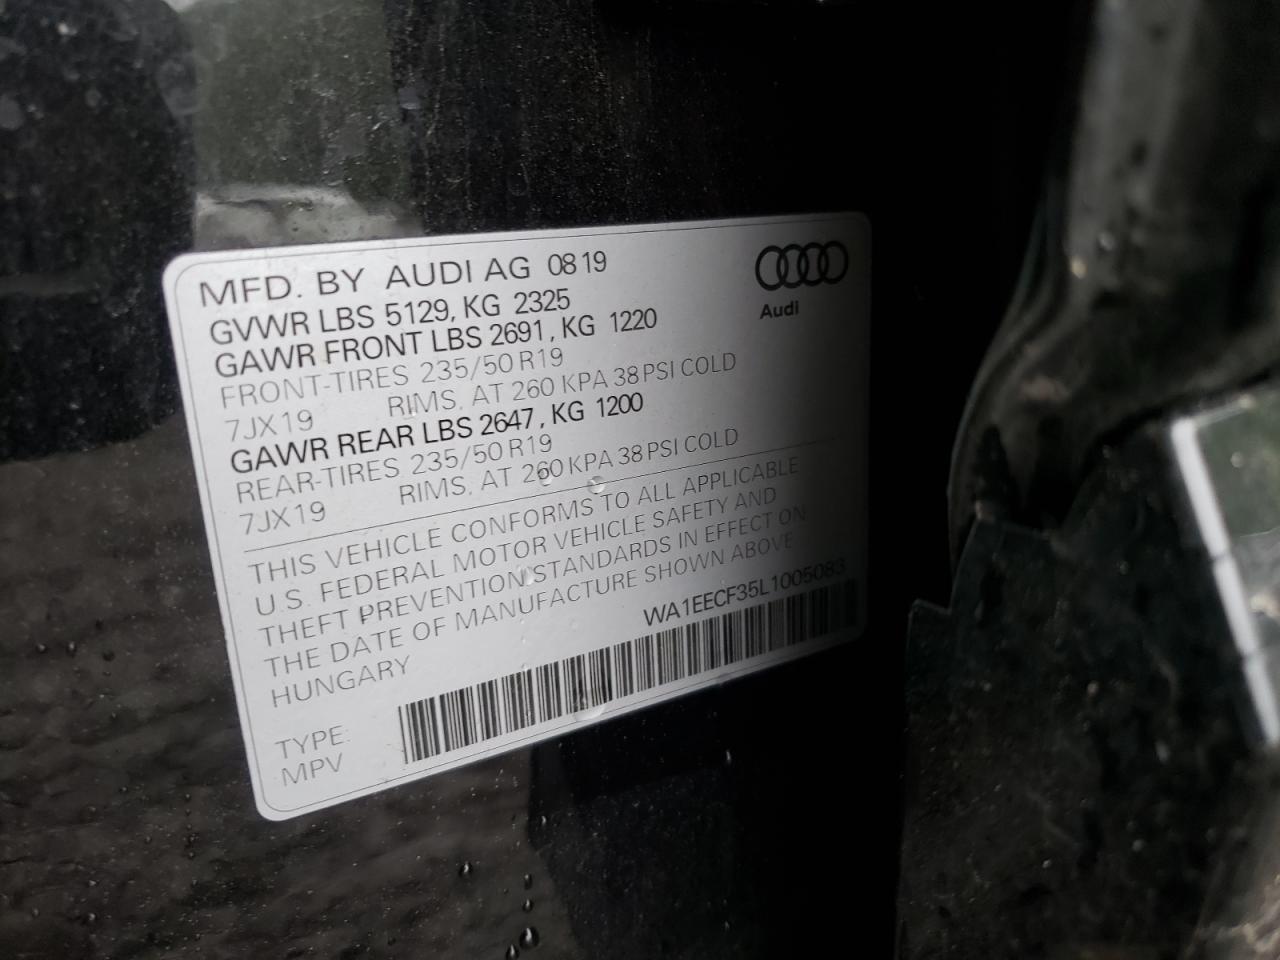 MFD. BY AUDI AG 08 19
Audi
GVWR LBS 5129, KG 2325
GAWR FRONT LBS 2691, KG 1220
FRONT-TIRES 235/50 R19
7JX19 RIMS. AT 260 KPA 38 PSI COLD
GAWR REAR LBS 2647, KG 1200
REAR-TIRES 235/50 R19
7JX19 RIMS. AT 260 KPA 38 PSI COLD
THIS VEHICLE CONFORMS TO ALL APPLICABLE
U.S. FEDERAL MOTOR VEHICLE SAFETY AND
THEFT PREVENTION STANDARDS IN EFFECT ON
THE DATE OF MANUFACTURE SHOWN ABOVE
HUNGARY
WA1EECF35L1005083
TYPE:
MPV